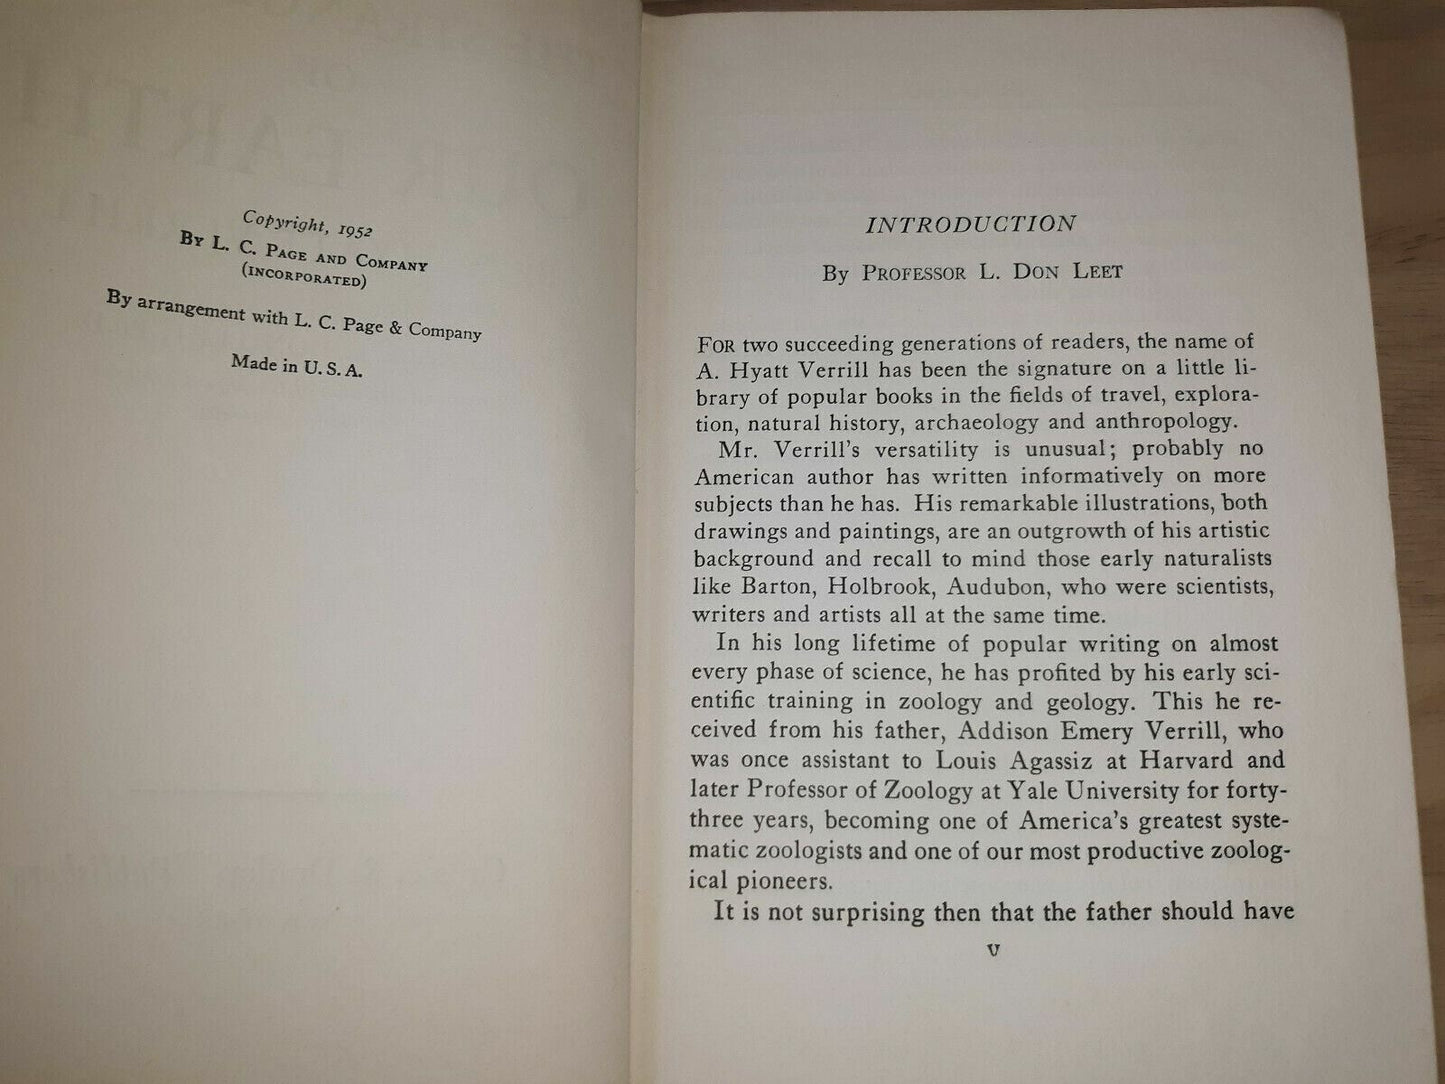 Copyright, 1952
By L. C. Page and Company
(incorporated)
By arrangement with L. C. Page & Company
Made in U. S. A.
INTRODUCTION
By Professor L. Don Leet
For two succeeding generations of readers, the name of
A. Hyatt Verrill has been the signature on a little li-
brary of popular books in the fields of travel, explora-
tion, natural history, archaeology and anthropology.
Mr. Verrill's versatility is unusual; probably no
American author has written informatively on more
subjects than he has. His remarkable illustrations, both
drawings and paintings, are an outgrowth of his artistic
background and recall to mind those early naturalists
like Barton, Holbrook, Audubon, who were scientists,
writers and artists all at the same time.
In his long lifetime of popular writing on almost
every phase of science, he has profited by his early sci-
entific training in zoology and geology. This he re-
ceived from his father, Addison Emery Verrill, who
was once assistant to Louis Agassiz at Harvard and
later Professor of Zoology at Yale University for forty-
three years, becoming one of America's greatest syste-
matic zoologists and one of our most productive zoolog-
ical pioneers.
It is not surprising then that the father should have
v